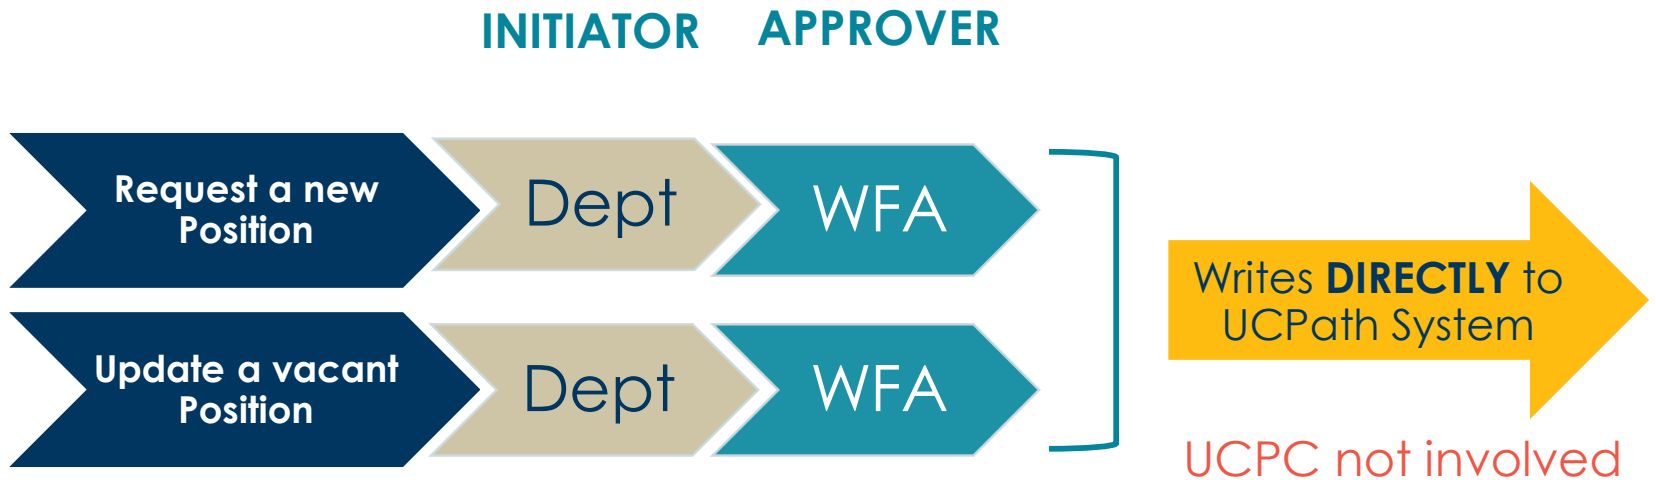 INITIATOR APPROVER
Request a new
Position
Dept
WFA
Update a vacant
Position
Dept
WFA
Writes DIRECTLY to
UCPath System
UCPC not involved